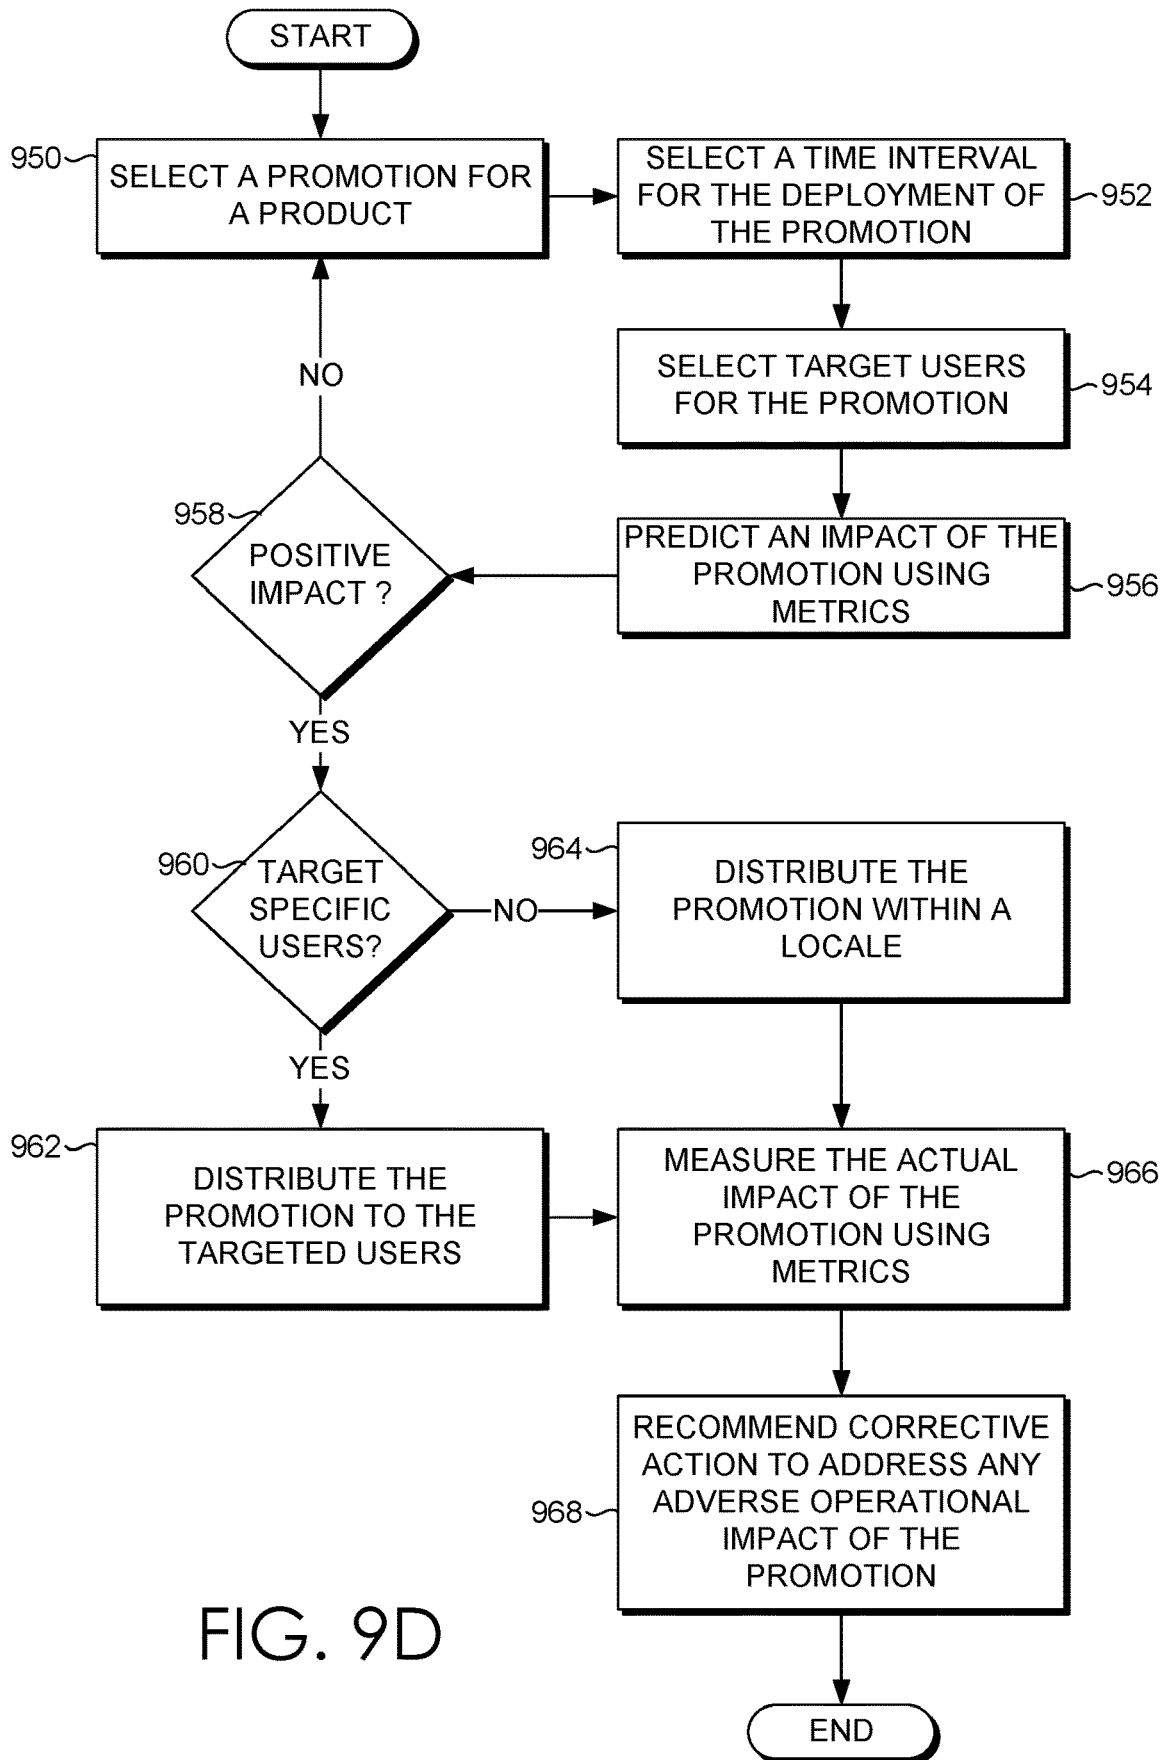 START
950
SELECT A PROMOTION FOR
A PRODUCT
SELECT A TIME INTERVAL
FOR THE DEPLOYMENT OF
THE PROMOTION
952
SELECT TARGET USERS
FOR THE PROMOTION
954
PREDICT AN IMPACT OF THE
PROMOTION USING
METRICS
956
958
POSITIVE
IMPACT ?
NO
YES
960
TARGET
SPECIFIC
USERS?
NO
964
DISTRIBUTE THE
PROMOTION WITHIN A
LOCALE
YES
962
DISTRIBUTE THE
PROMOTION TO THE
TARGETED USERS
MEASURE THE ACTUAL
IMPACT OF THE
PROMOTION USING
METRICS
966
968
RECOMMEND CORRECTIVE
ACTION TO ADDRESS ANY
ADVERSE OPERATIONAL
IMPACT OF THE
PROMOTION
END
FIG. 9D